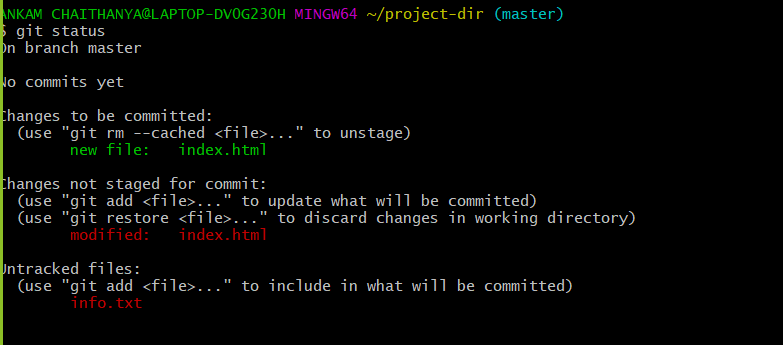 ANKAM CHAITHANYA@LAPTOP-DV0G230H MINGW64 ~/project-dir (master)
$ git status
On branch master
No commits yet
Changes to be committed:
(use "git rm --cached <file>..." to unstage)
new file: index.html
Changes not staged for commit:
(use "git add <file>..." to update what will be committed)
(use "git restore <file>..." to discard changes in working directory)
modified: index.html
Untracked files:
(use "git add <file>..." to include in what will be committed)
info.txt